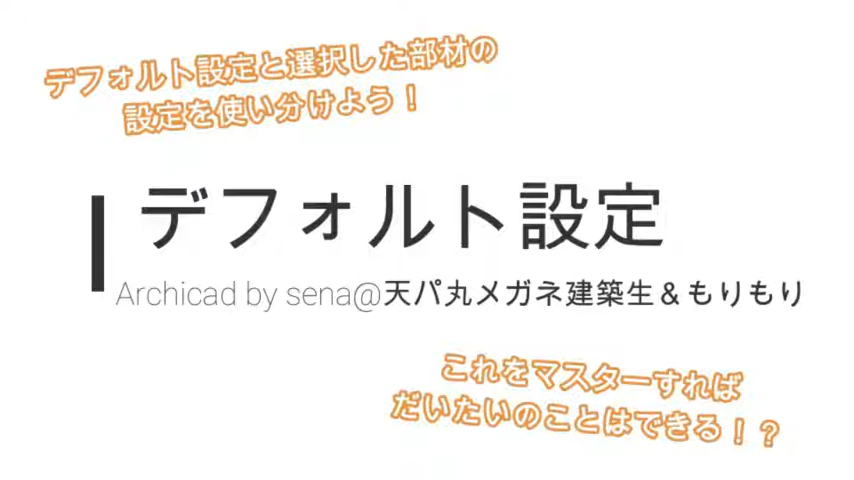 デフォルト設定と選択した部材の
設定を使い分けよう！
デフォルト設定
Archicad by sena@天パ丸メガネ建築生＆もりもり
これをマスターすれば
だいたいのことはできる！？